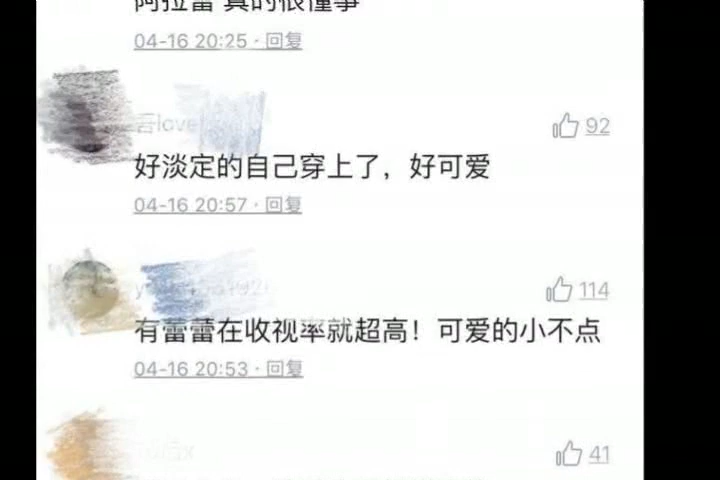 阿拉蕾 真的很懂事
04-16 20:25 · 回复
92
好淡定的自己穿上了，好可爱
04-16 20:57 · 回复
114
有蕾蕾在收视率就超高！可爱的小不点
04-16 20:53 · 回复
41